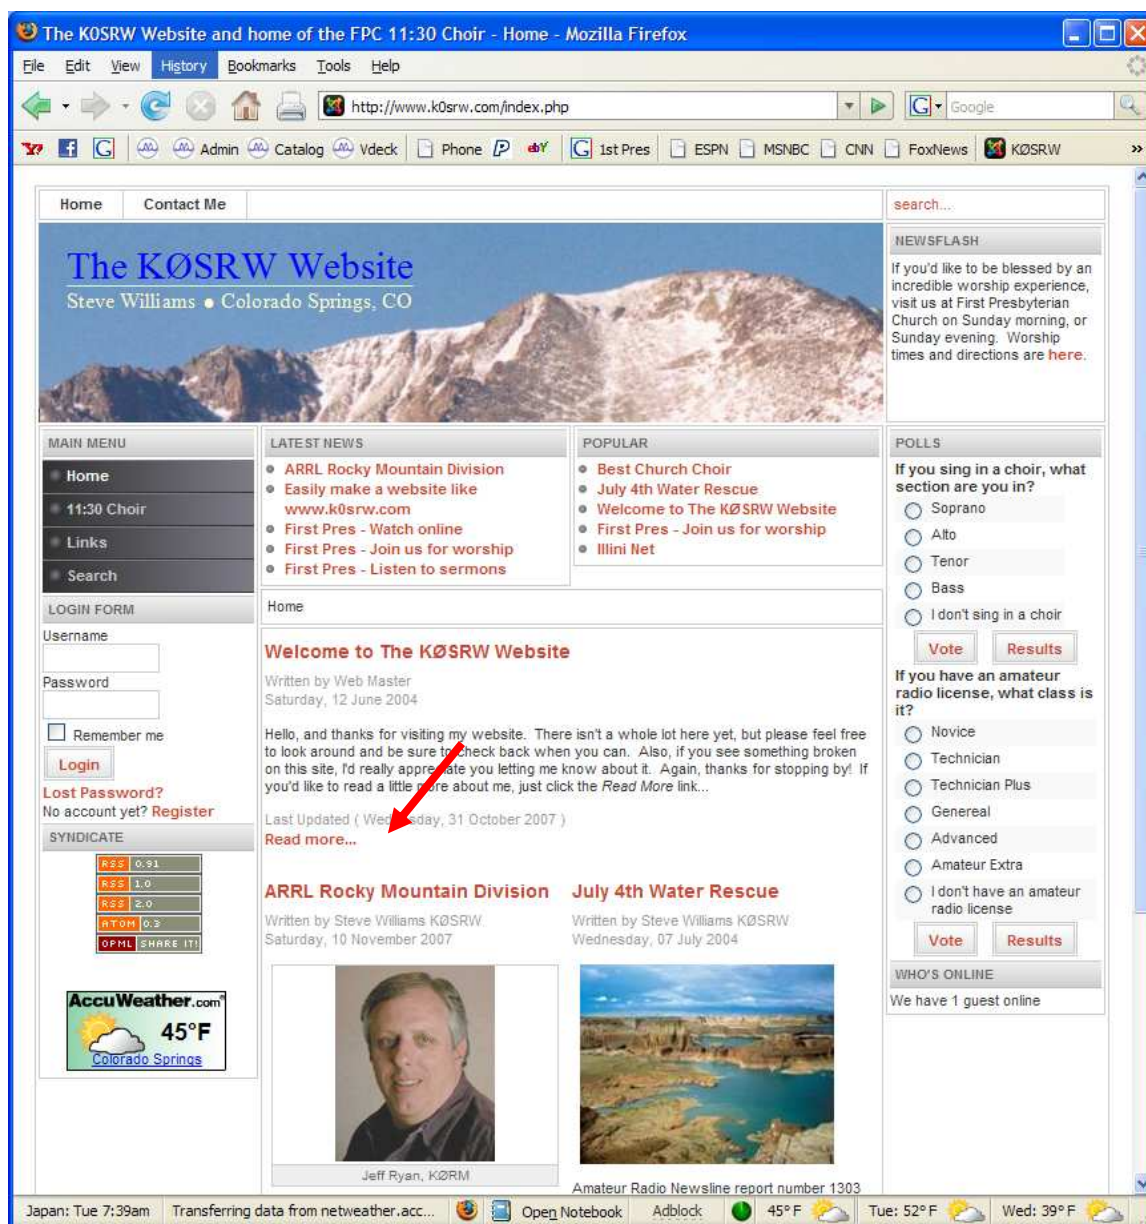 The K0SRW Website and home of the FPC 11:30 Choir - Home - Mozilla Firefox
File Edit View History Bookmarks Tools Help
http://www.k0srw.com/index.php
Google
Admin Catalog Vdeck Phone 1st Pres ESPN MSNBC CNN FoxNews KØSRW »
Home Contact Me
search...
The KØSRW Website
Steve Williams ● Colorado Springs, CO
NEWSFLASH
If you'd like to be blessed by an
incredible worship experience,
visit us at First Presbyterian
Church on Sunday morning, or
Sunday evening. Worship
times and directions are here.
MAIN MENU
Home
11:30 Choir
Links
Search
LOGIN FORM
Username
Password
Remember me
Login
Lost Password?
No account yet? Register
SYNDICATE
RSS 0.91
RSS 1.0
RSS 2.0
ATOM 0.3
OPML SHARE IT!
AccuWeather.com®
45°F
Colorado Springs
LATEST NEWS
ARRL Rocky Mountain Division
Easily make a website like
www.k0srw.com
First Pres - Watch online
First Pres - Join us for worship
First Pres - Listen to sermons
POPULAR
Best Church Choir
July 4th Water Rescue
Welcome to The KØSRW Website
First Pres - Join us for worship
Illini Net
Home
Welcome to The KØSRW Website
Written by Web Master
Saturday, 12 June 2004
Hello, and thanks for visiting my website. There isn't a whole lot here yet, but please feel free
to look around and be sure to check back when you can. Also, if you see something broken
on this site, I'd really appreciate you letting me know about it. Again, thanks for stopping by! If
you'd like to read a little more about me, just click the Read More link...
Last Updated ( Wednesday, 31 October 2007 )
Read more...
ARRL Rocky Mountain Division
Written by Steve Williams KØSRW
Saturday, 10 November 2007
Jeff Ryan, KØRM
July 4th Water Rescue
Written by Steve Williams KØSRW
Wednesday, 07 July 2004
Amateur Radio Newsline report number 1303
POLLS
If you sing in a choir, what
section are you in?
Soprano
Alto
Tenor
Bass
I don't sing in a choir
Vote Results
If you have an amateur
radio license, what class is
it?
Novice
Technician
Technician Plus
Genereal
Advanced
Amateur Extra
I don't have an amateur
radio license
Vote Results
WHO'S ONLINE
We have 1 guest online
Japan: Tue 7:39am Transferring data from netweather.acc... Open Notebook Adblock 45° F Tue: 52° F Wed: 39° F